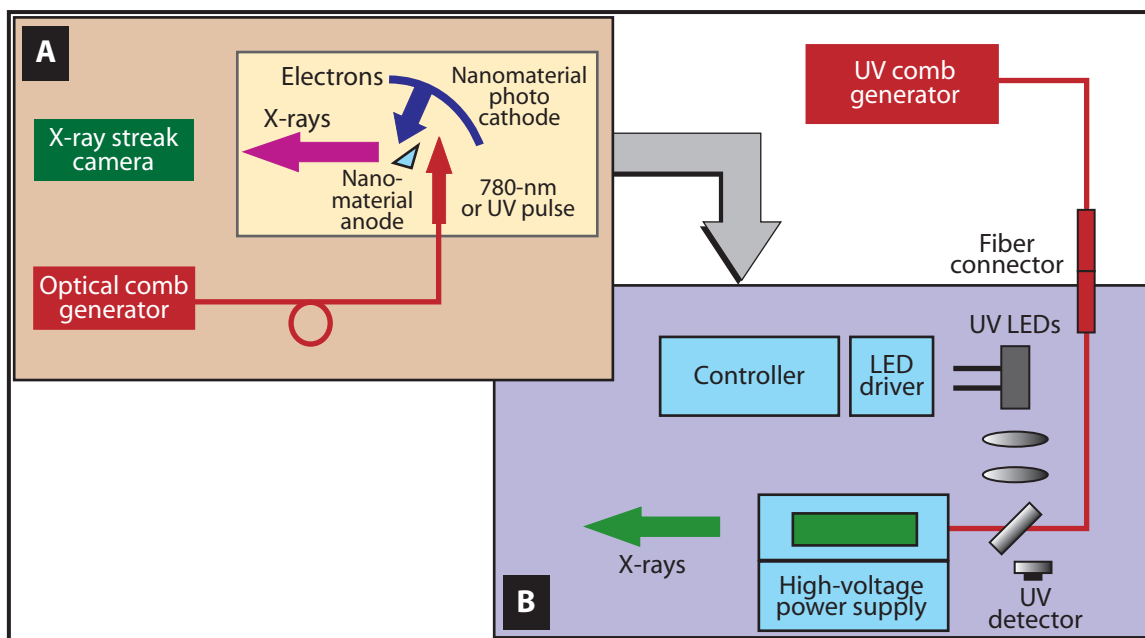 A
Electrons
Nanomaterial
photo
cathode
X-rays
X-ray streak
camera
Nano-
material
anode
780-nm
or UV pulse
Optical comb
generator
UV comb
generator
Fiber
connector
UV LEDs
Controller
LED
driver
X-rays
High-voltage
power supply
UV
detector
B